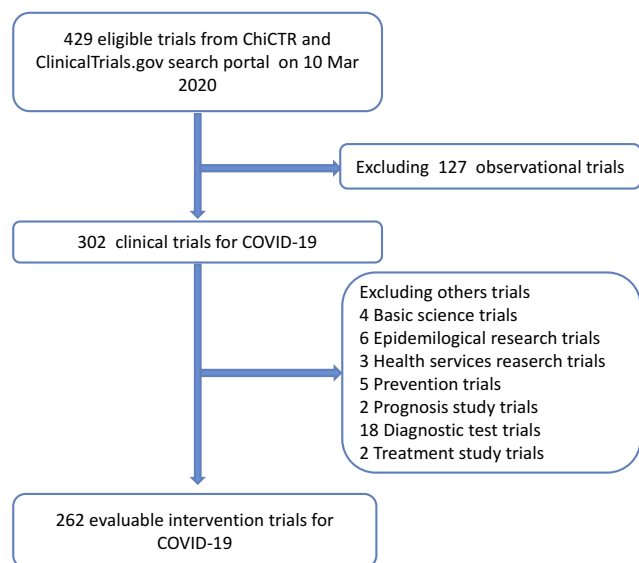 429 eligible trials from ChiCTR and
ClinicalTrials.gov search portal on 10 Mar
2020
Excluding 127 observational trials
302 clinical trials for COVID-19
Excluding others trials
4 Basic science trials
6 Epidemilogical research trials
3 Health services reaserch trials
5 Prevention trials
2 Prognosis study trials
18 Diagnostic test trials
2 Treatment study trials
262 evaluable intervention trials for
COVID-19